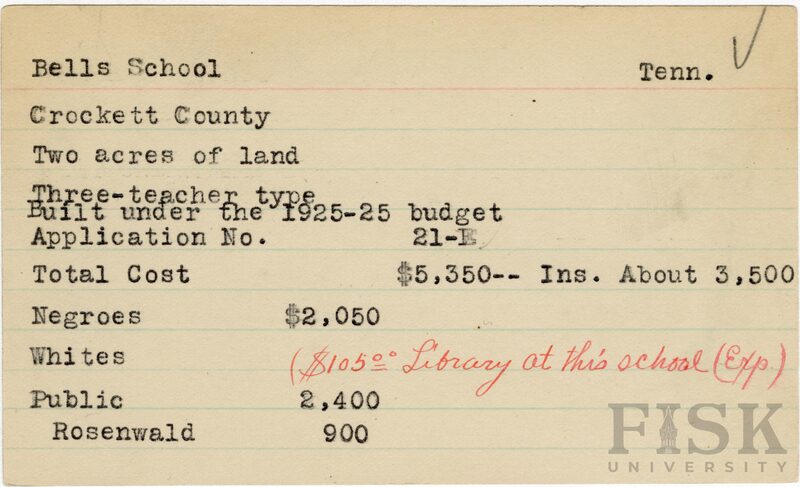 Bells School Tenn.
Crockett County
Two acres of land
Three-teacher type
Built under the 1925-25 budget
Application No. 21-E
Total Cost $5,350-- Ins. About 3,500
Negroes $2,050
Whites ($105.00 Library at this school (Exp.)
Public 2,400
Rosenwald 900
FISK
UNIVERSITY